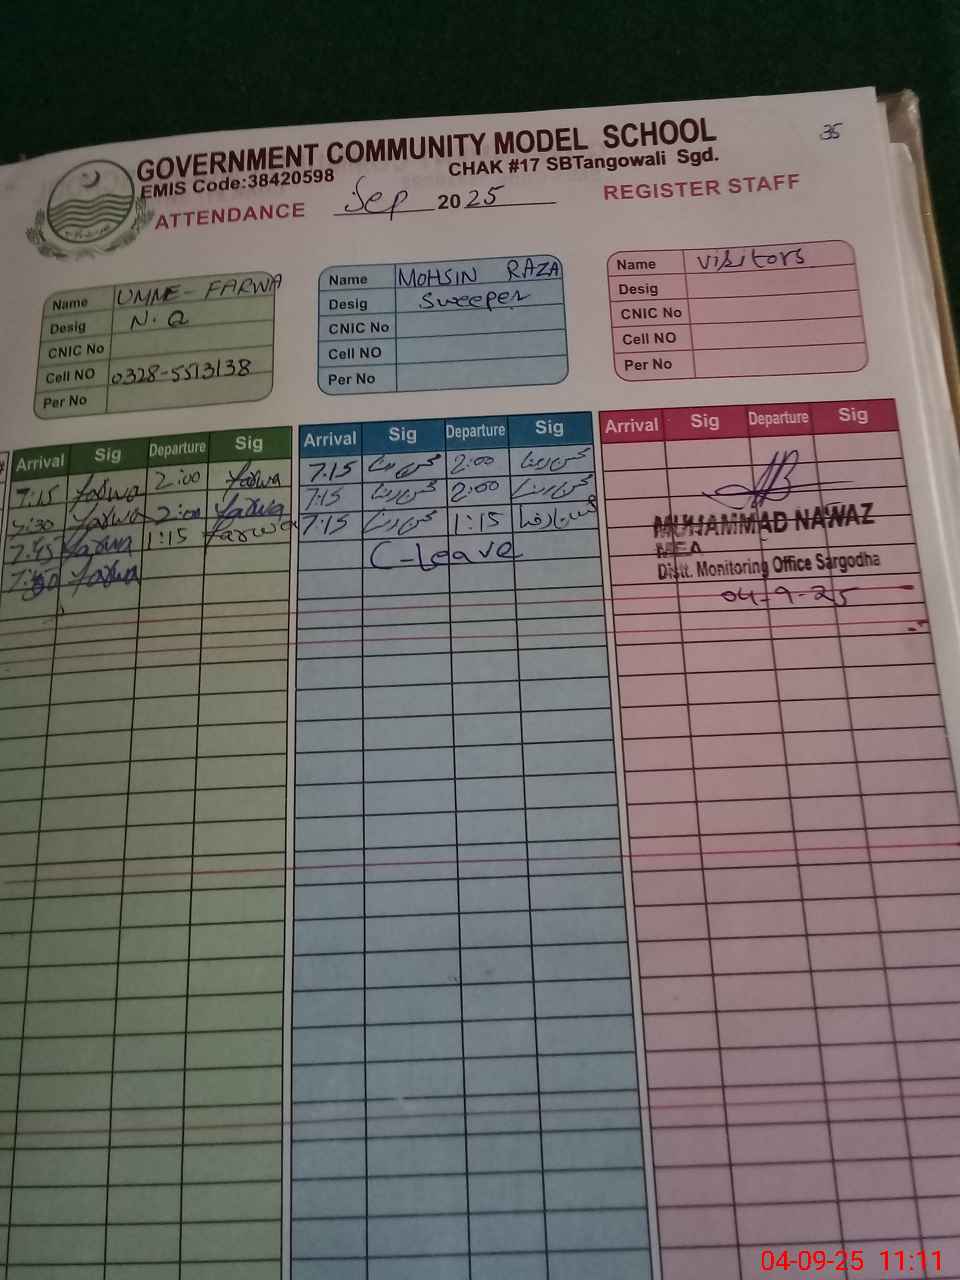 35
GOVERNMENT COMMUNITY MODEL SCHOOL
EMIS Code:38420598 CHAK #17 SBTangowali Sgd.
ATTENDANCE Sep 2025 REGISTER STAFF
Name UMME-FARWA
Desig N.Q
CNIC No
Cell NO 0328-5513138
Per No
Name MOHSIN RAZA
Desig Sweeper
CNIC No
Cell NO
Per No
Name Visitors
Desig
CNIC No
Cell NO
Per No
Arrival Sig Departure Sig
7:15 Farwa 2:00 Farwa
7:30 Farwa 2:00 Farwa
7:45 Farwa 1:15 Farwa
Farwa
Arrival Sig Departure Sig
7:15 محسن رضا 2:00 محسن رضا
7:15 محسن رضا 2:00 محسن رضا
7:15 محسن رضا 1:15 محسن رضا
C-Leave
Arrival Sig Departure Sig
MUHAMMAD NAWAZ
MEA
Distt. Monitoring Office Sargodha
04-9-25
04-09-25 11:11